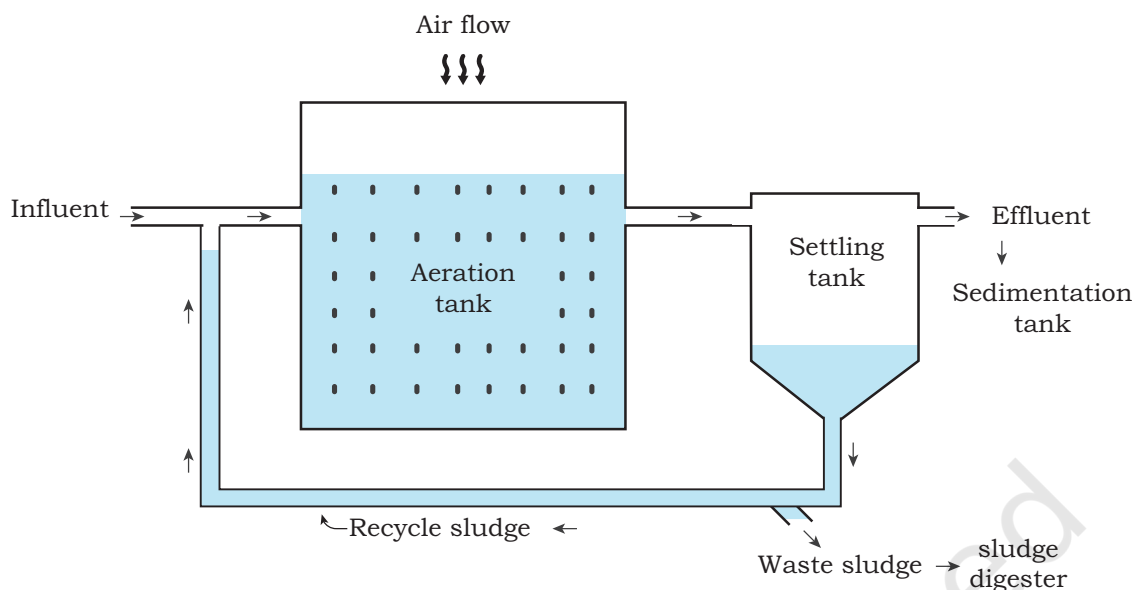 Air flow
Influent
Aeration
tank
Settling
tank
Effluent
Sedimentation
tank
Recycle sludge
Waste sludge
sludge
digester